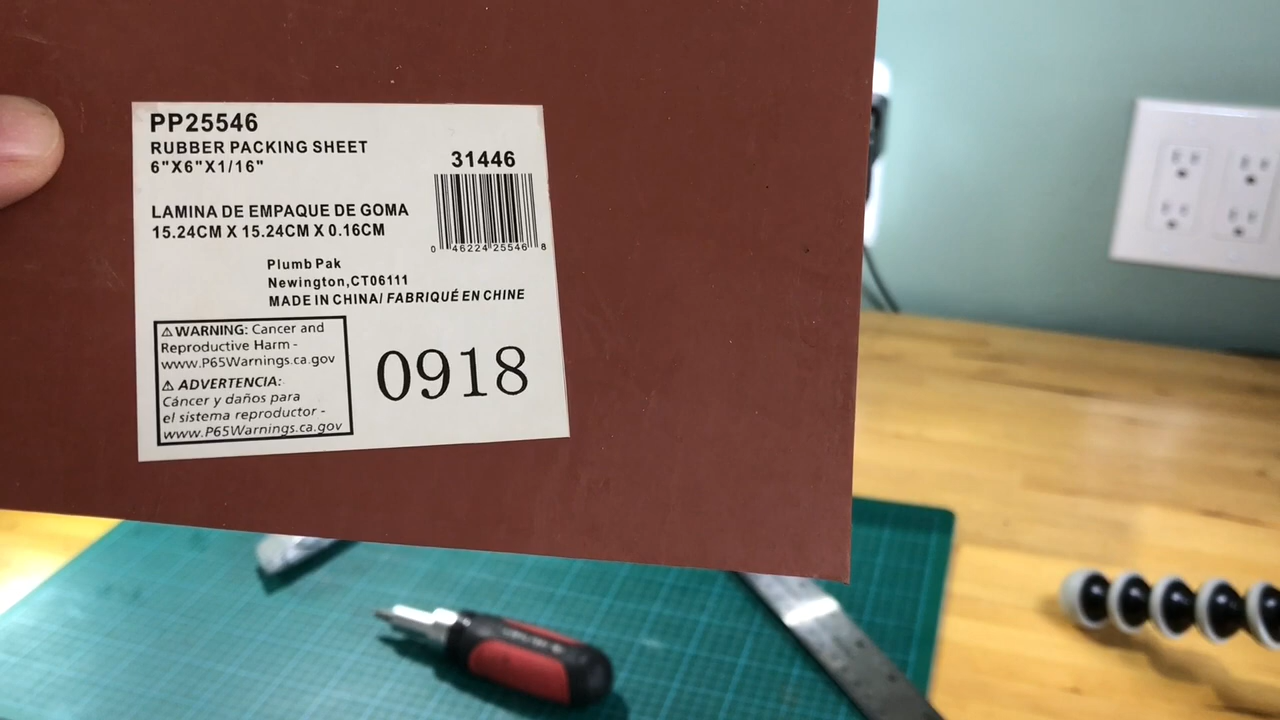 PP25546
RUBBER PACKING SHEET
6"X6"X1/16"
31446
LAMINA DE EMPAQUE DE GOMA
15.24CM X 15.24CM X 0.16CM
0 46224 25546 8
Plumb Pak
Newington,CT06111
MADE IN CHINA/ FABRIQUÉ EN CHINE
⚠ WARNING: Cancer and
Reproductive Harm -
www.P65Warnings.ca.gov
⚠ ADVERTENCIA:
Cáncer y daños para
el sistema reproductor -
www.P65Warnings.ca.gov
0918